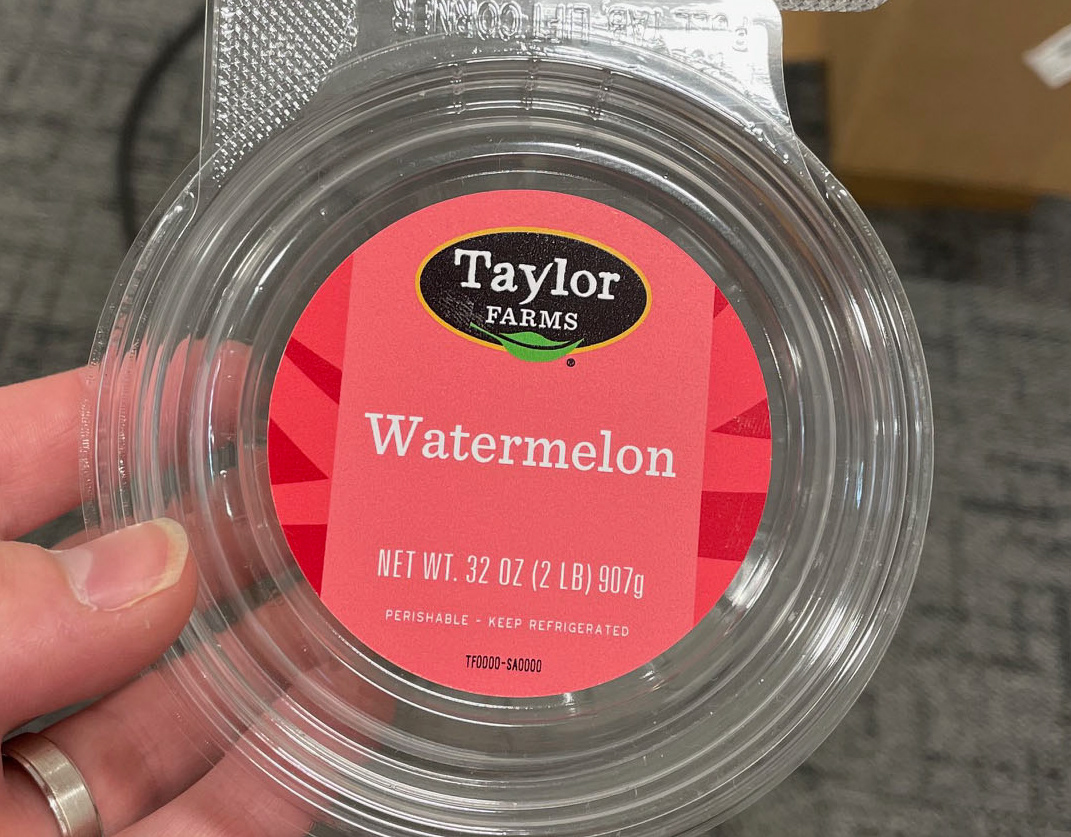 Taylor
FARMS
®
Watermelon
NET WT. 32 OZ (2 LB) 907g
PERISHABLE - KEEP REFRIGERATED
TF0000-SA0000